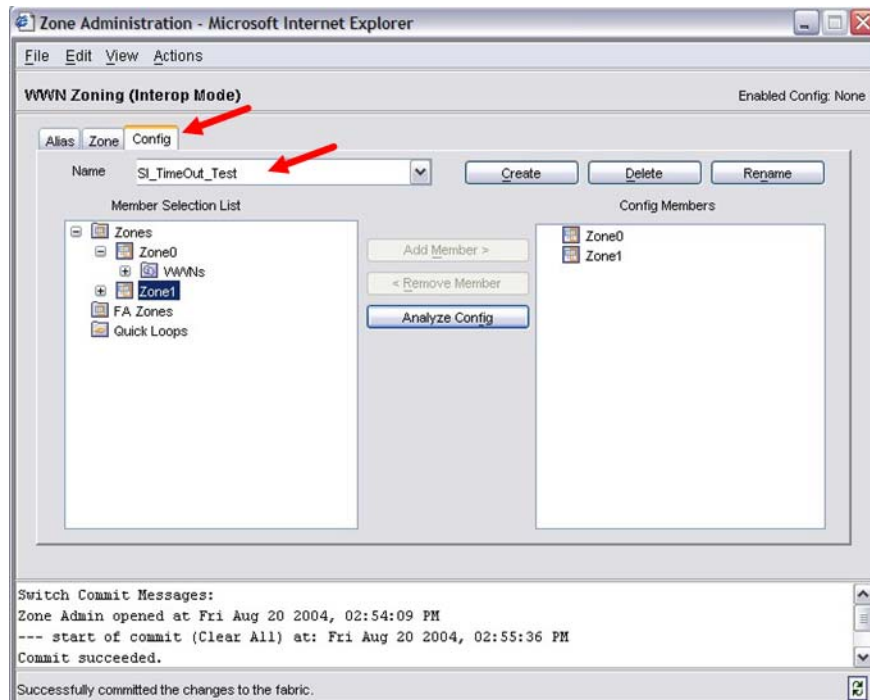 Zone Administration - Microsoft Internet Explorer
File Edit View Actions
WWN Zoning (Interop Mode)
Enabled Config: None
Alias Zone Config
Name SI_TimeOut_Test Create Delete Rename
Member Selection List
Config Members
Zones
Zone0
WWNs
Zone1
FA Zones
Quick Loops
Add Member >
< Remove Member
Analyze Config
Zone0
Zone1
Switch Commit Messages:
Zone Admin opened at Fri Aug 20 2004, 02:54:09 PM
--- start of commit (Clear All) at: Fri Aug 20 2004, 02:55:36 PM
Commit succeeded.
Successfully committed the changes to the fabric.